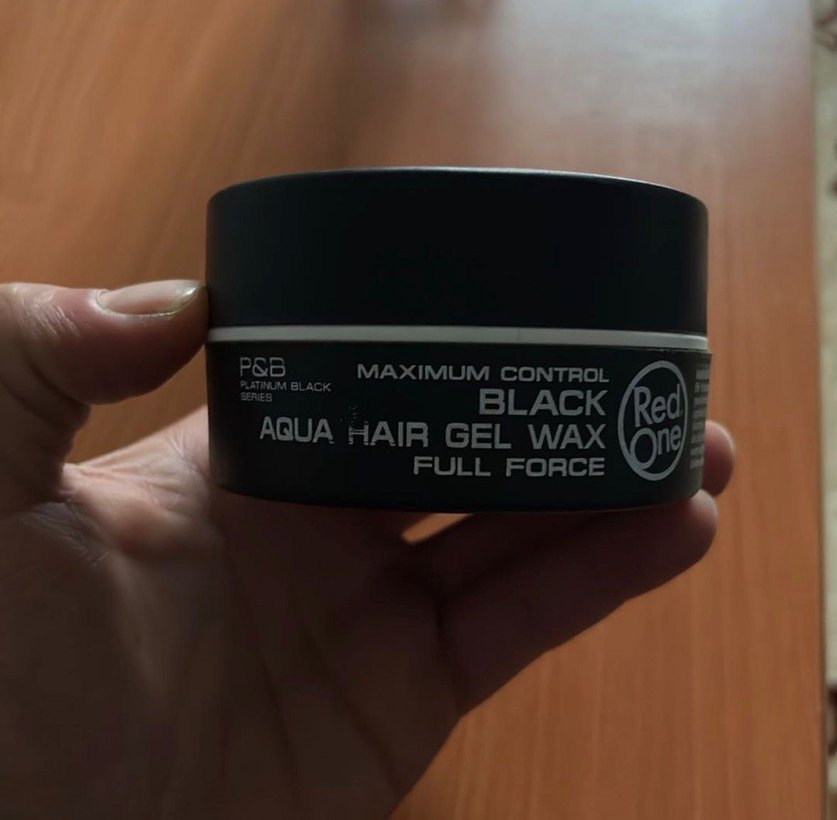 P&B
PLATINUM BLACK
SERIES
MAXIMUM CONTROL
BLACK
AQUA HAIR GEL WAX
FULL FORCE
Red
One